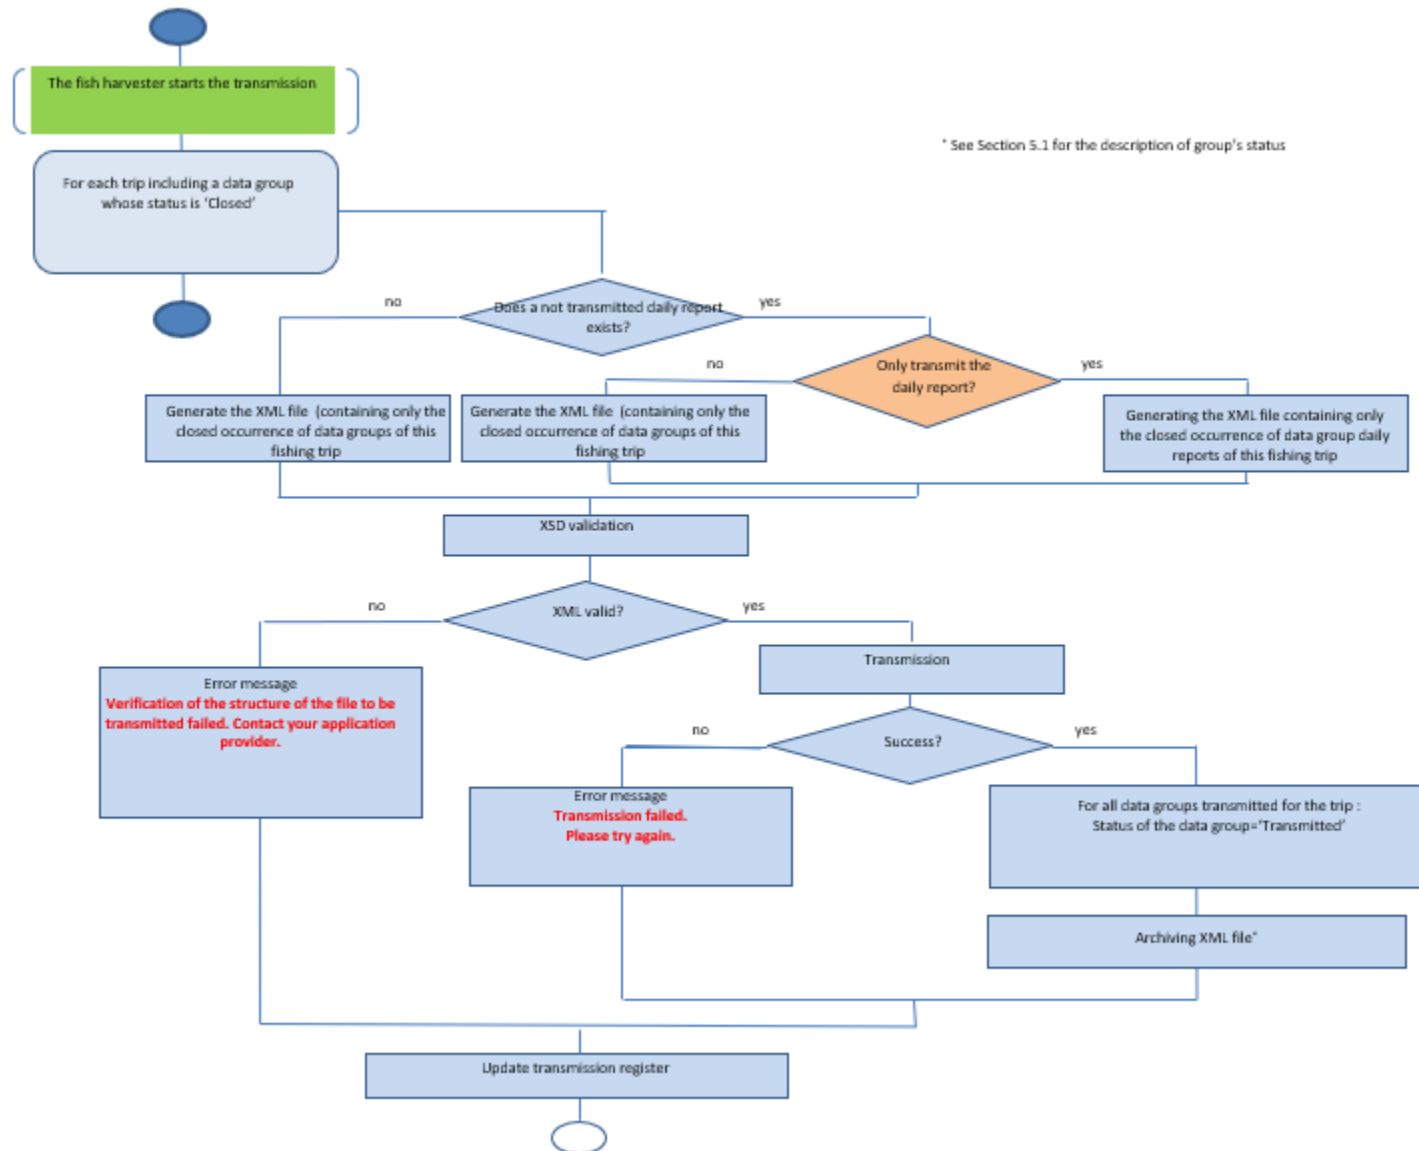 The fish harvester starts the transmission
* See Section 5.1 for the description of group's status
For each trip including a data group
whose status is 'Closed'
no
Does a not transmitted daily report
exists?
yes
no
Only transmit the
daily report?
yes
Generate the XML file (containing only the
closed occurrence of data groups of this
fishing trip
Generate the XML file (containing only the
closed occurrence of data groups of this
fishing trip
Generating the XML file containing only
the closed occurrence of data group daily
reports of this fishing trip
XSD validation
no
XML valid?
yes
Transmission
Error message
Verification of the structure of the file to be
transmitted failed. Contact your application
provider.
no
Success?
yes
Error message
Transmission failed.
Please try again.
For all data groups transmitted for the trip :
Status of the data group='Transmitted'
Archiving XML file*
Update transmission register